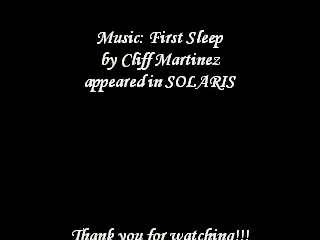 Music: First Sleep
by Cliff Martinez
appeared in SOLARIS
Thank you for watching!!!